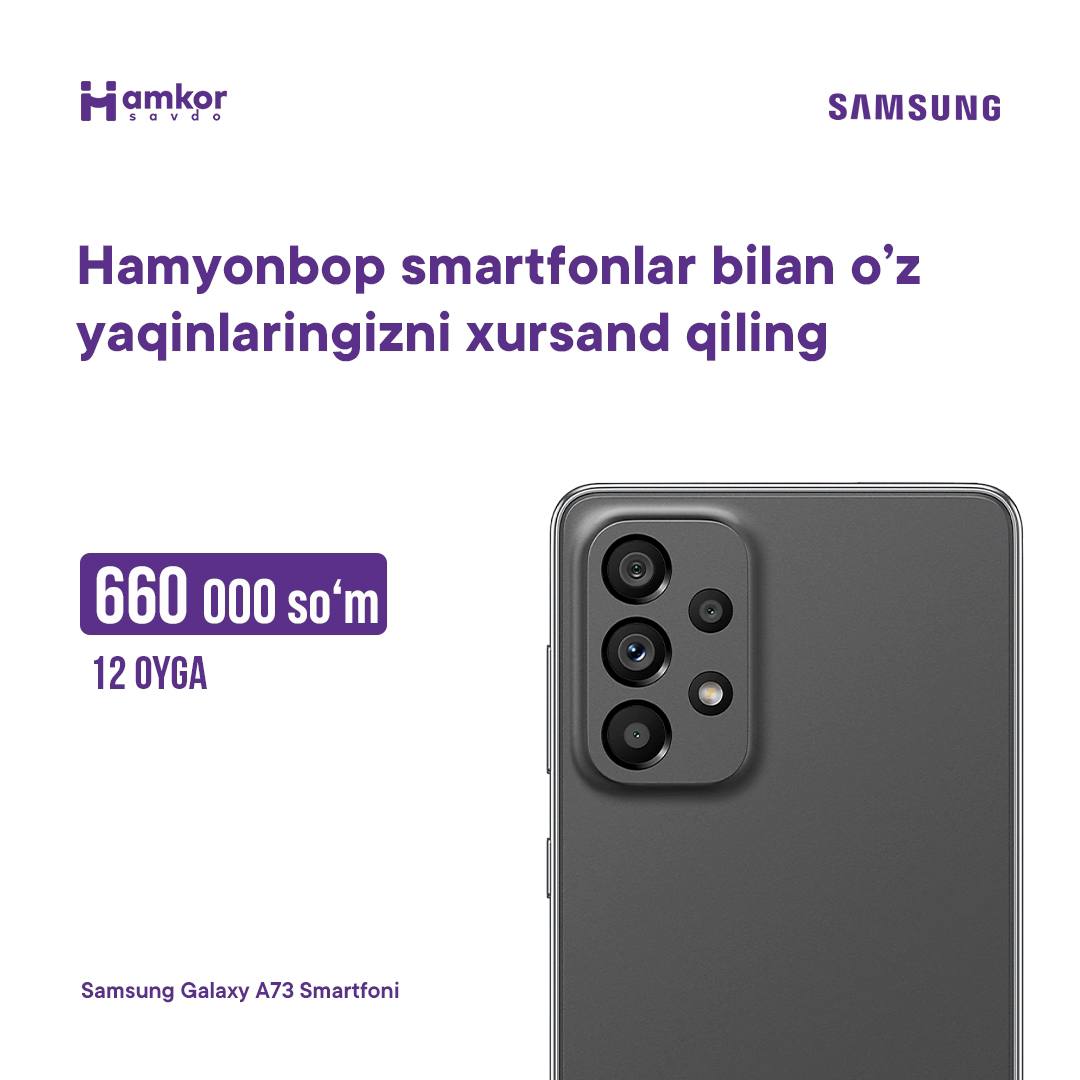 Hamkor
savdo
SAMSUNG
Hamyonbop smartfonlar bilan o’z
yaqinlaringizni xursand qiling
660 000 so‘m
12 OYGA
Samsung Galaxy A73 Smartfoni